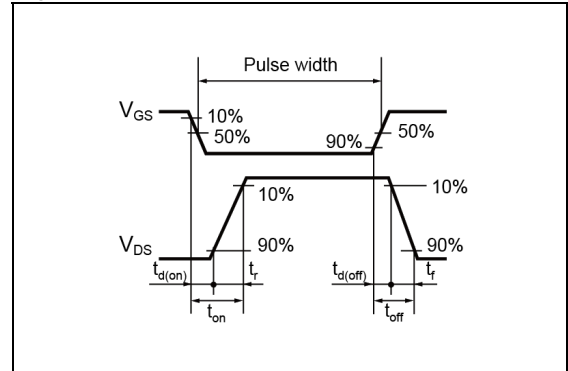 Pulse width
VGS
10%
50%
90%
50%
10%
10%
VDS
90%
90%
td(on)
tr
td(off)
tf
ton
toff